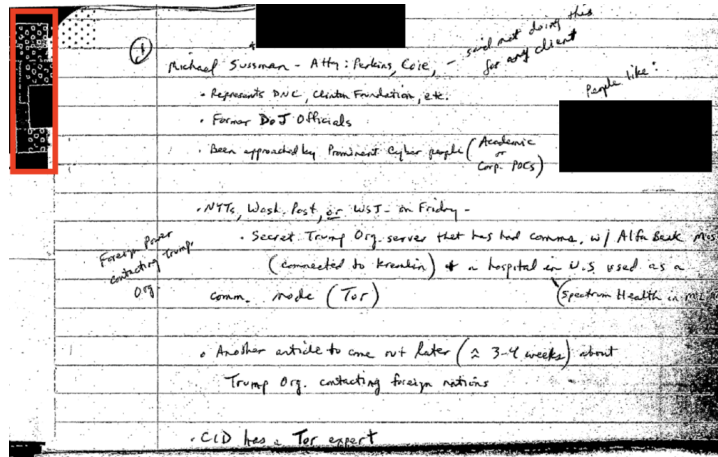 ①
Michael Sussman - Atty: Perkins, Coie, - said not doing this
for any client
People like:
• Represents DNC, Clinton Foundation, etc.
• Former DoJ Officials
• Been approached by Prominent Cyber people (Academic
or
Corp. POCs)
• NYTs, Wash. Post, or WSJ - on Friday -
• Secret Trump Org. server that has had comms. w/ Alfa Bank
Foreign Power
contacting Trump
Org.
(connected to Kremlin) + a hospital in U.S. used as a
comm. node (Tor)
(Spectrum Health in
• Another article to come out later (≈ 3-4 weeks) about
Trump Org. contacting foreign nations
• CID has a Tor expert